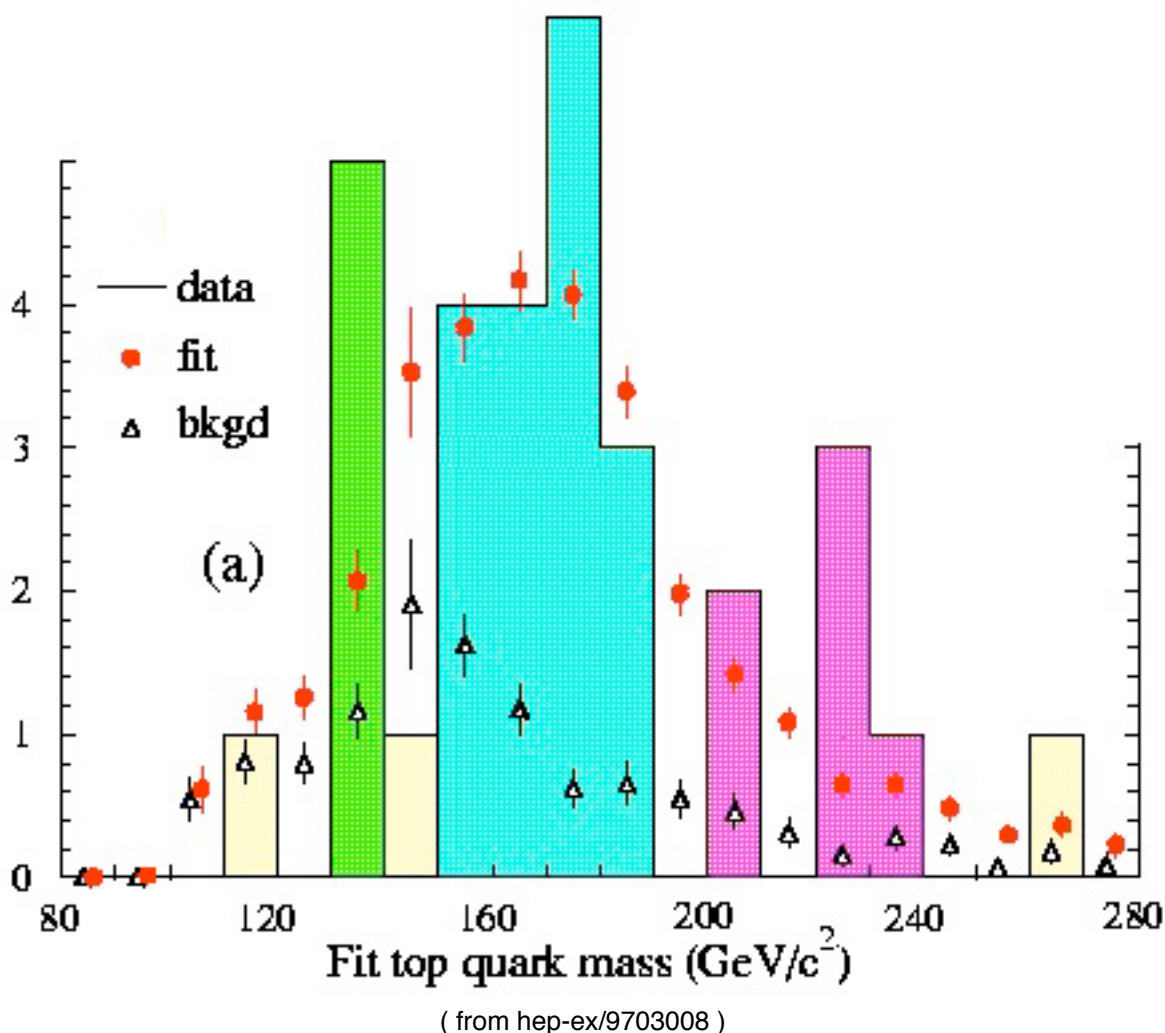 data
4
fit
bkgd
3
(a)
2
1
0
80 120 160 200 240 280
Fit top quark mass (GeV/c²)
( from hep-ex/9703008 )